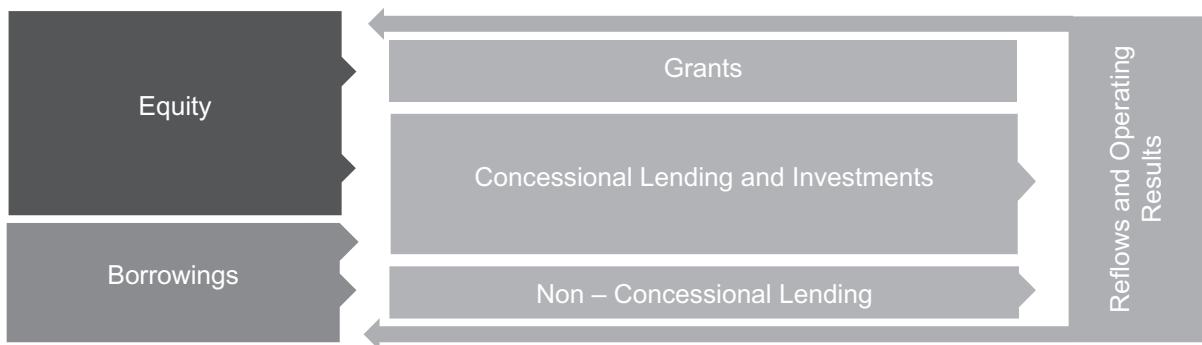 Equity
Borrowings
Grants
Concessional Lending and Investments
Non – Concessional Lending
Reflows and Operating
Results